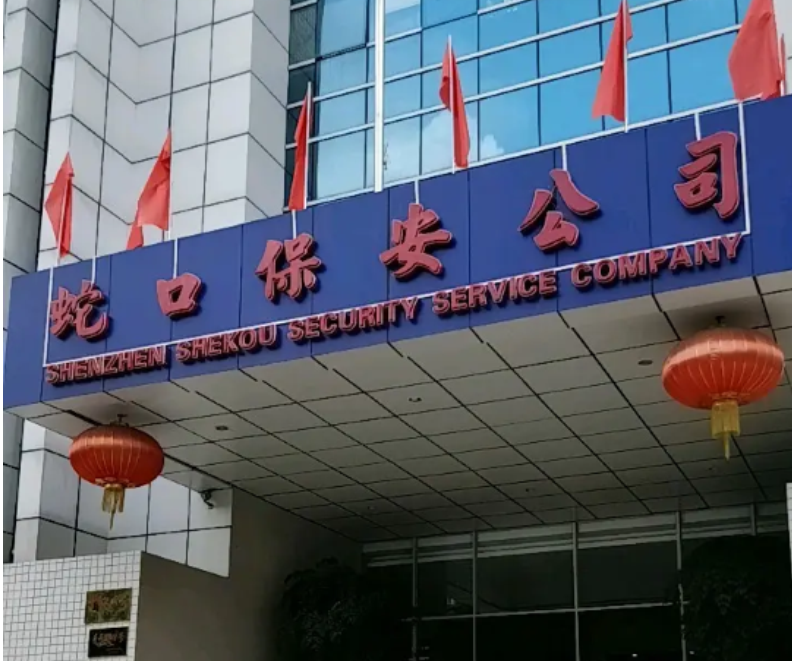 蛇口保安公司
SHENZHEN SHEKOU SECURITY SERVICE COMPANY